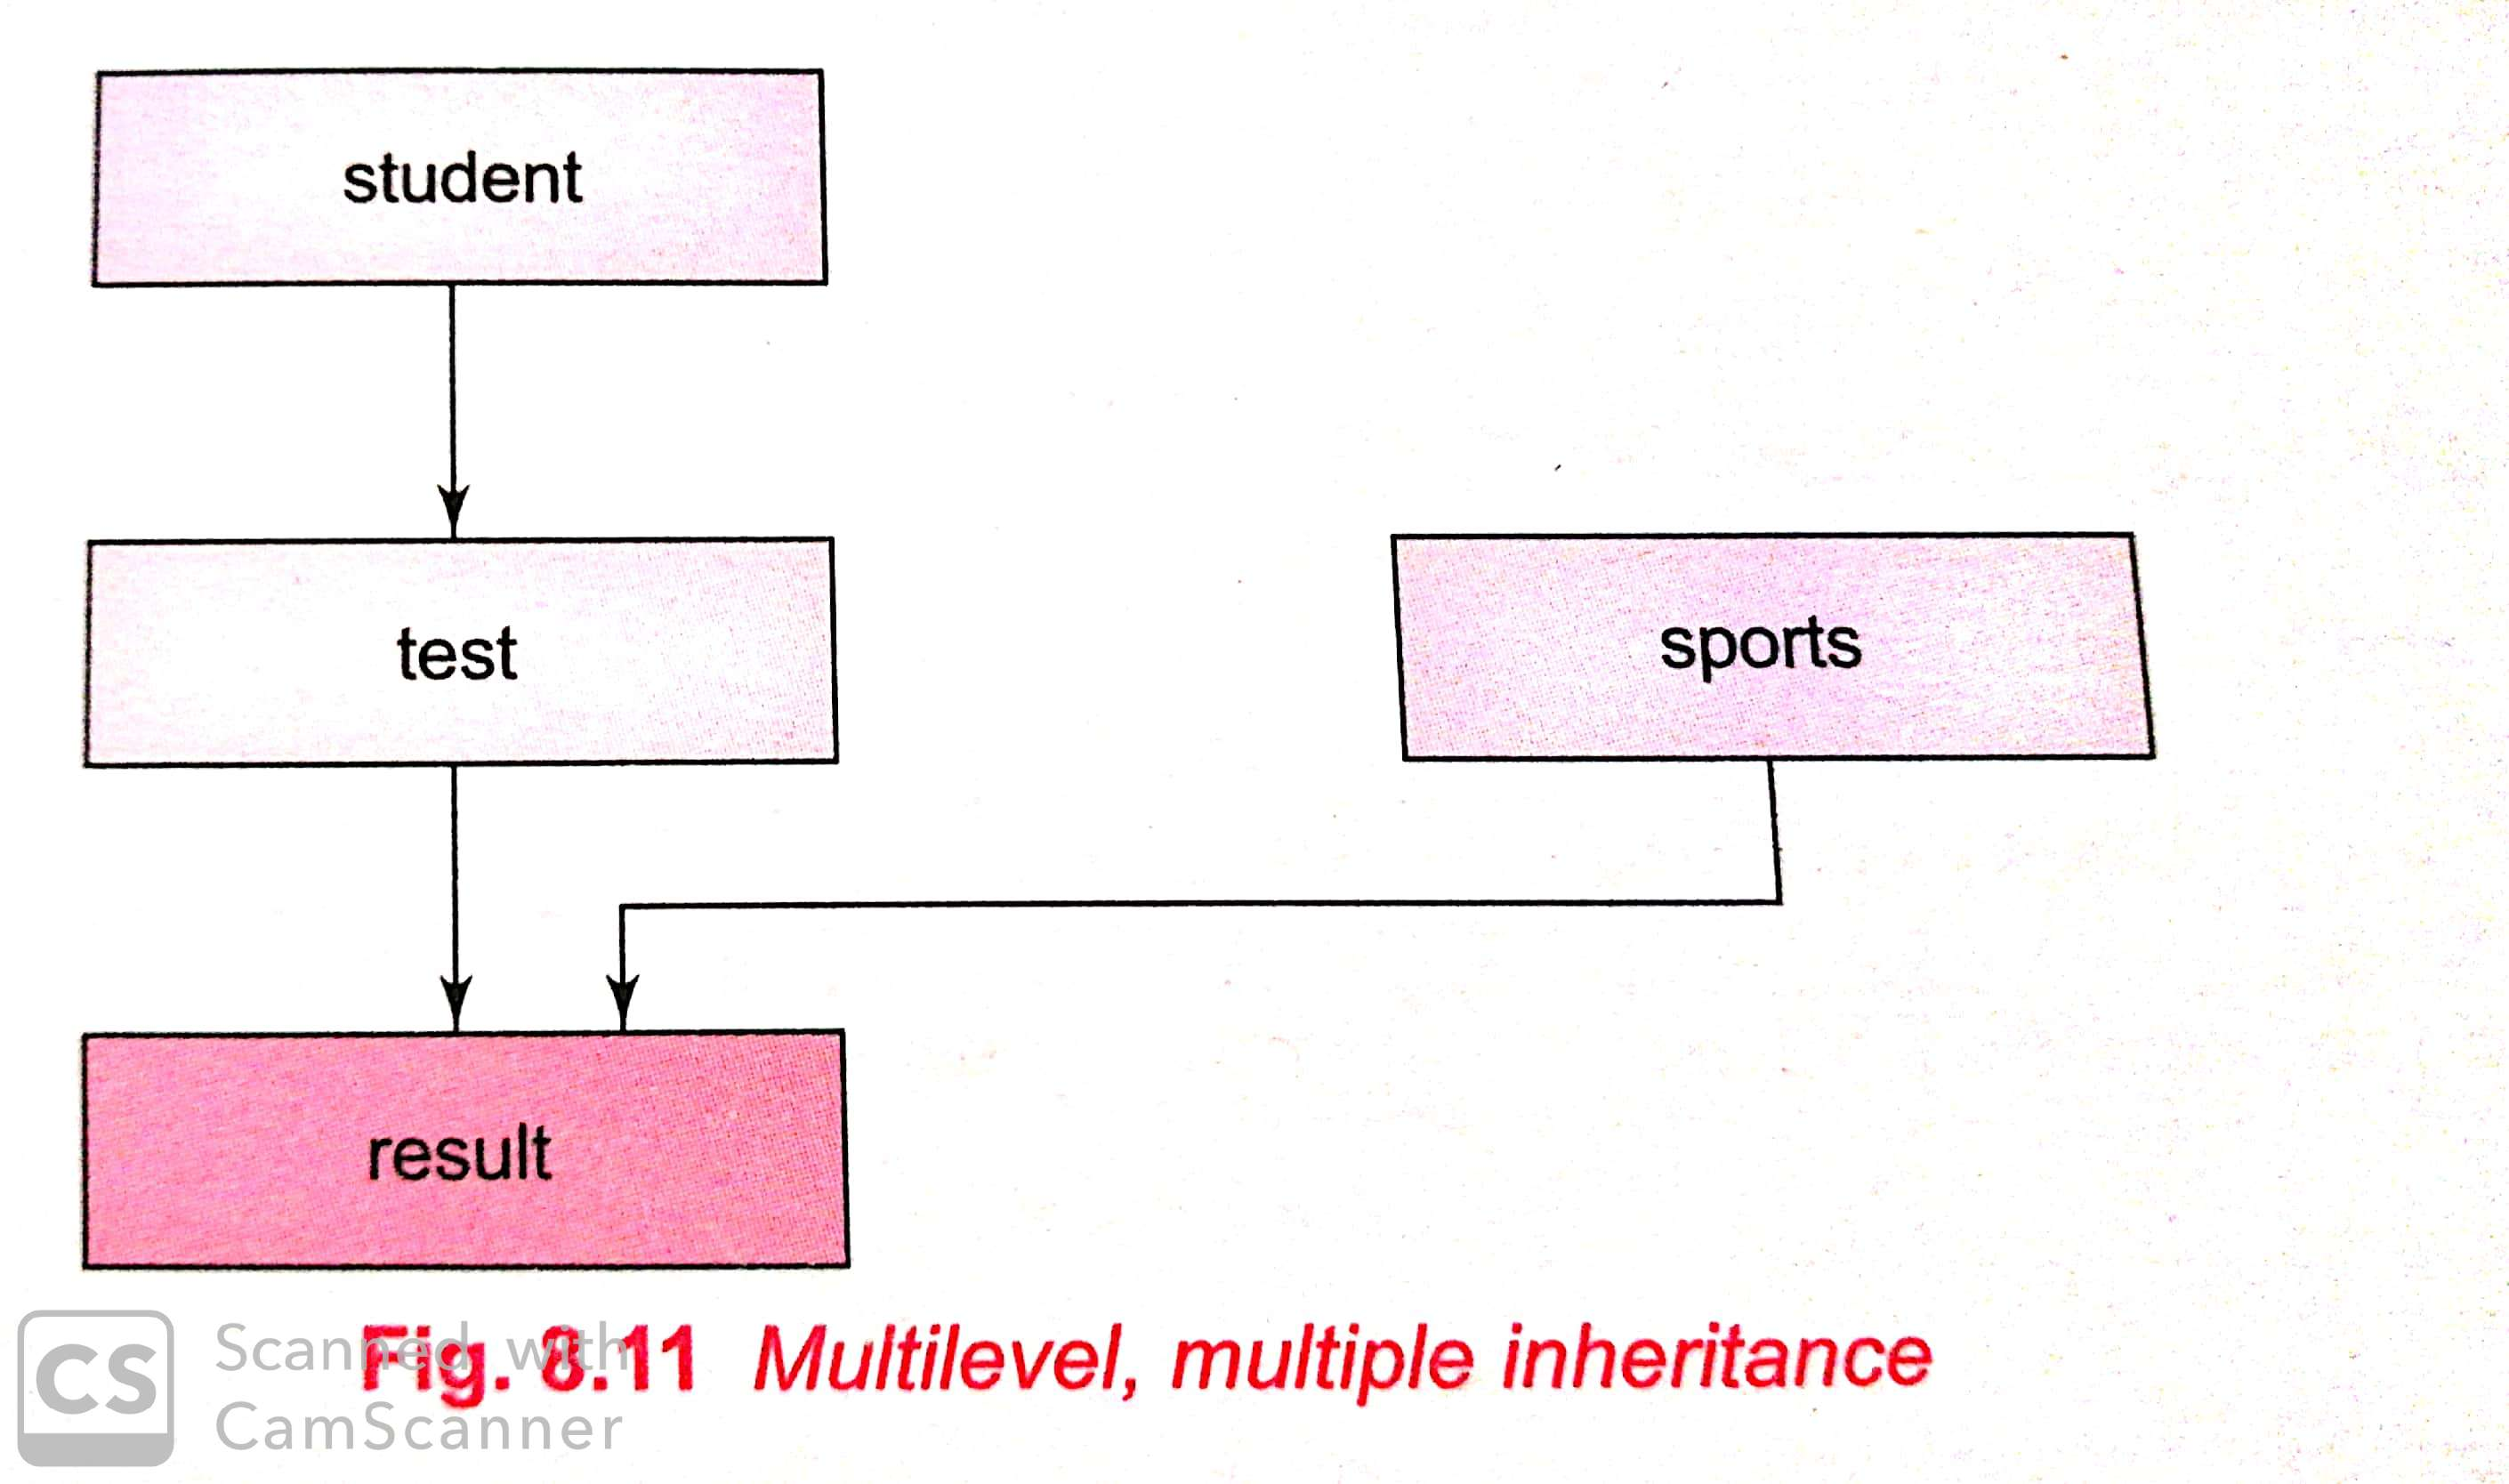 student
test
sports
result
Fig. 8.11 Multilevel, multiple inheritance
CS
Scanned with
CamScanner